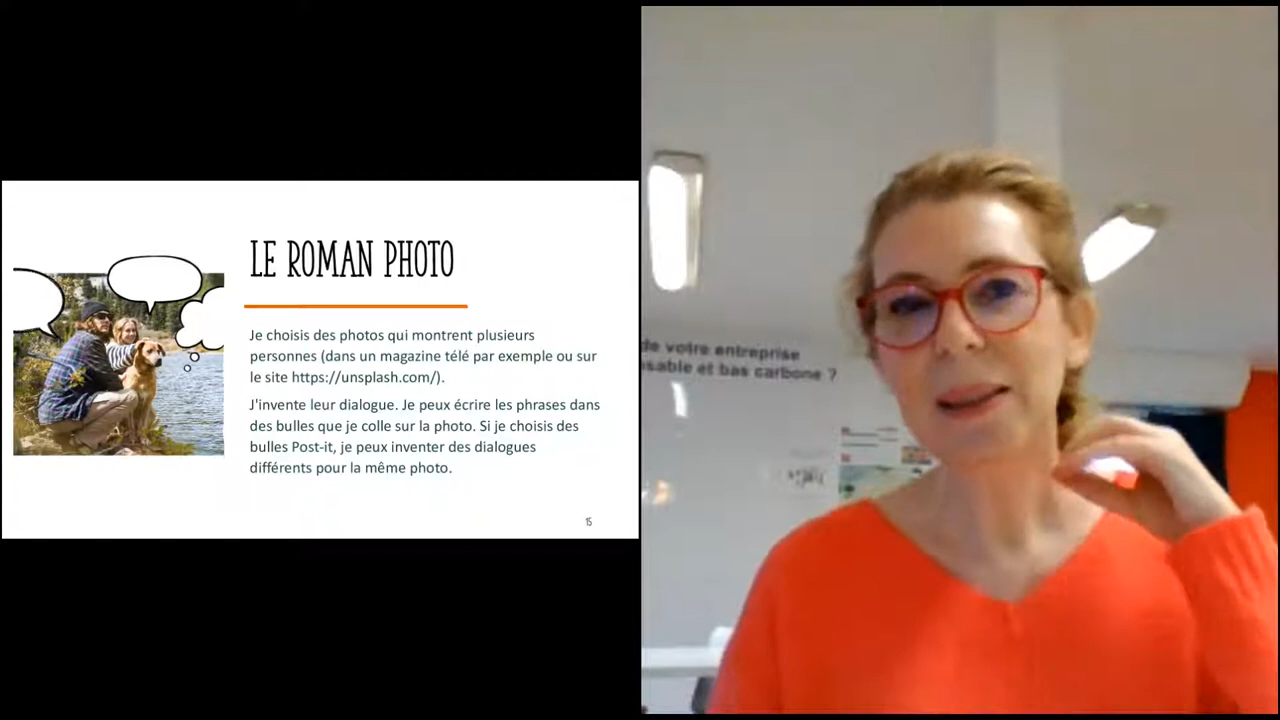 LE ROMAN PHOTO
Je choisis des photos qui montrent plusieurs
personnes (dans un magazine télé par exemple ou sur
le site https://unsplash.com/).
J'invente leur dialogue. Je peux écrire les phrases dans
des bulles que je colle sur la photo. Si je choisis des
bulles Post-it, je peux inventer des dialogues
différents pour la même photo.
15
de votre entreprise
sable et bas carbone ?